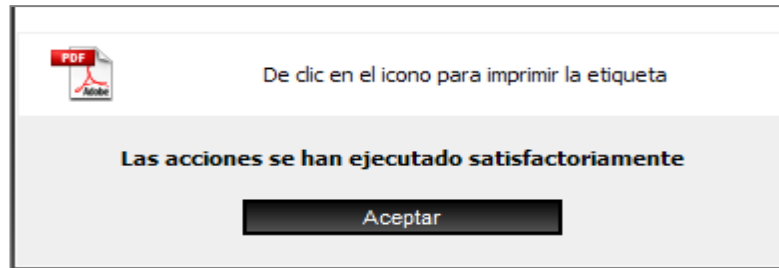 PDF
Adobe
De clic en el icono para imprimir la etiqueta
Las acciones se han ejecutado satisfactoriamente
Aceptar